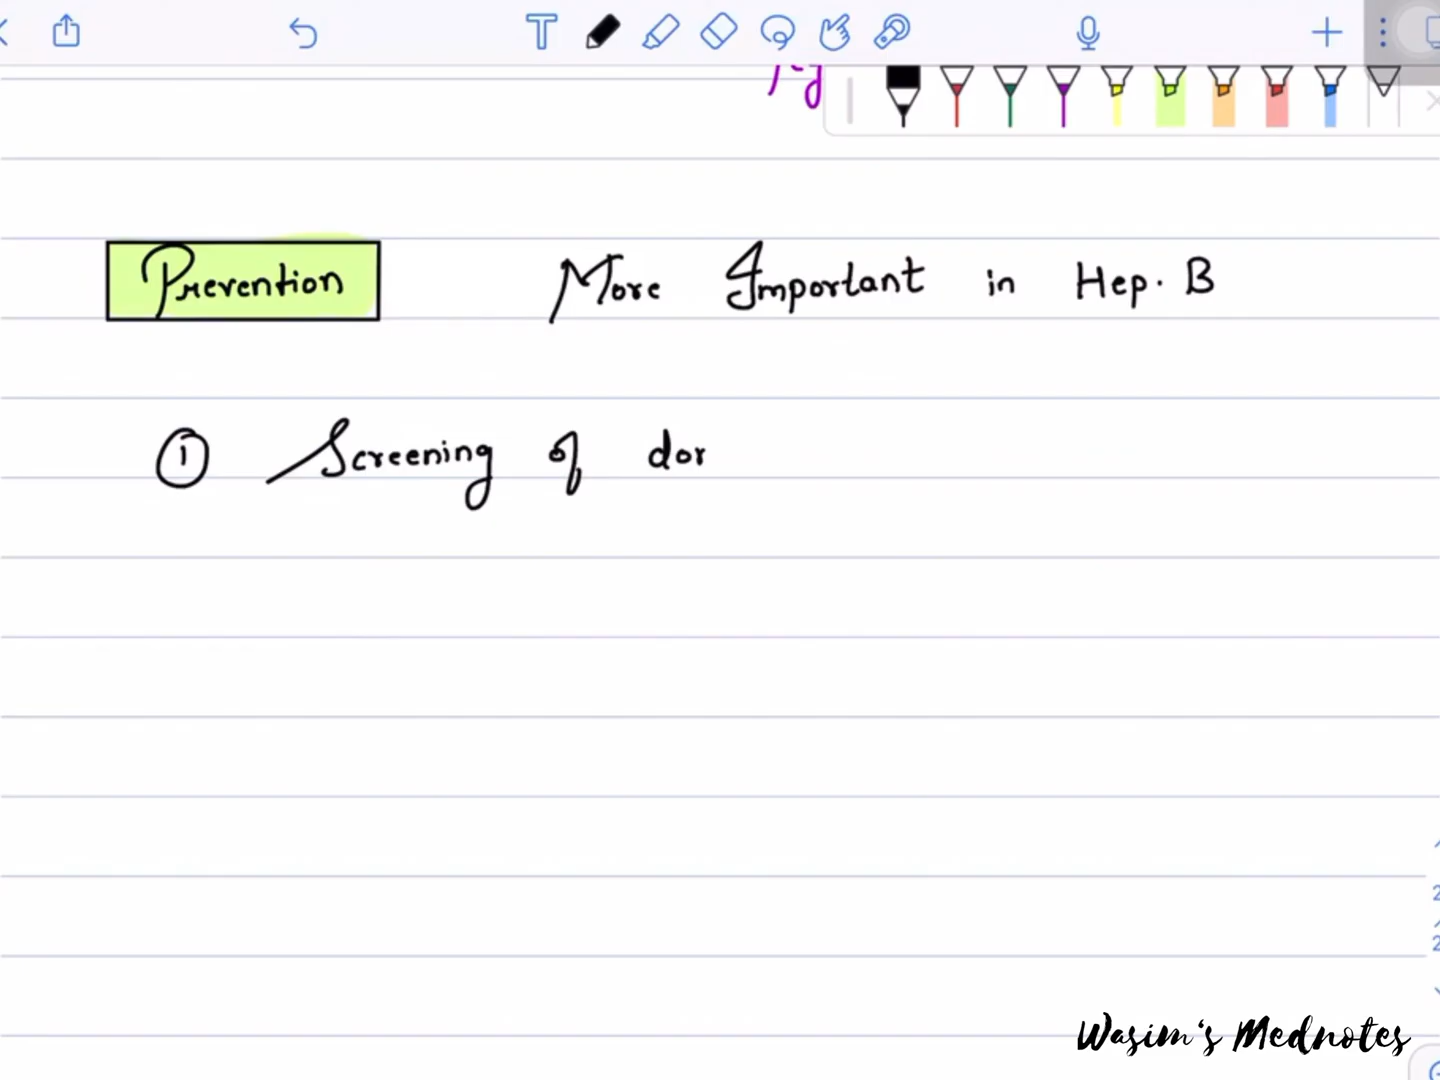 Prevention More Important in Hep. B
① Screening of dor
Wasim's Mednotes